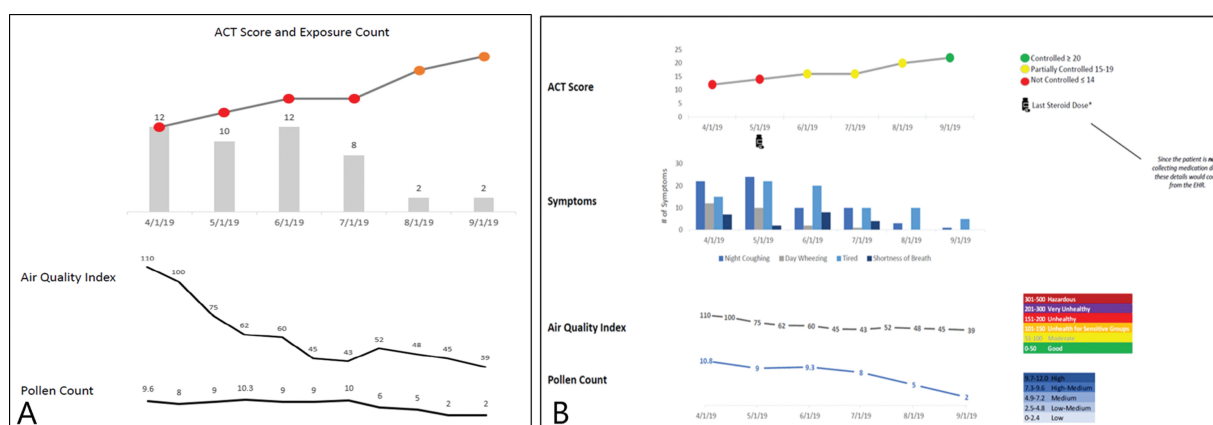 ACT Score and Exposure Count
12
10
12
8
2
2
4/1/19
5/1/19
6/1/19
7/1/19
8/1/19
9/1/19
Air Quality Index
110
100
75
62
60
45
43
52
48
45
39
Pollen Count
9.6
8
9
10.3
9
9
10
6
5
2
2
A
B
ACT Score
25
20
15
10
5
0
4/1/19
5/1/19
6/1/19
7/1/19
8/1/19
9/1/19
Controlled ≥ 20
Partially Controlled 15-19
Not Controlled ≤ 14
Last Steroid Dose*
Since the patient is
collecting medication
these details would
from the EHR.
Symptoms
# of Symptoms
30
20
10
0
4/1/19
5/1/19
6/1/19
7/1/19
8/1/19
9/1/19
Night Coughing
Day Wheezing
Tired
Shortness of Breath
Air Quality Index
110
100
75
62
60
45
43
52
48
45
39
301-500 Hazardous
201-300 Very Unhealthy
151-200 Unhealthy
101-150 Unhealth for Sensitive Groups
51-100 Moderate
0-50 Good
Pollen Count
10.8
9
9.3
8
5
2
4/1/19
5/1/19
6/1/19
7/1/19
8/1/19
9/1/19
9.7-12.0 High
7.3-9.6 High-Medium
4.9-7.2 Medium
2.5-4.8 Low-Medium
0-2.4 Low